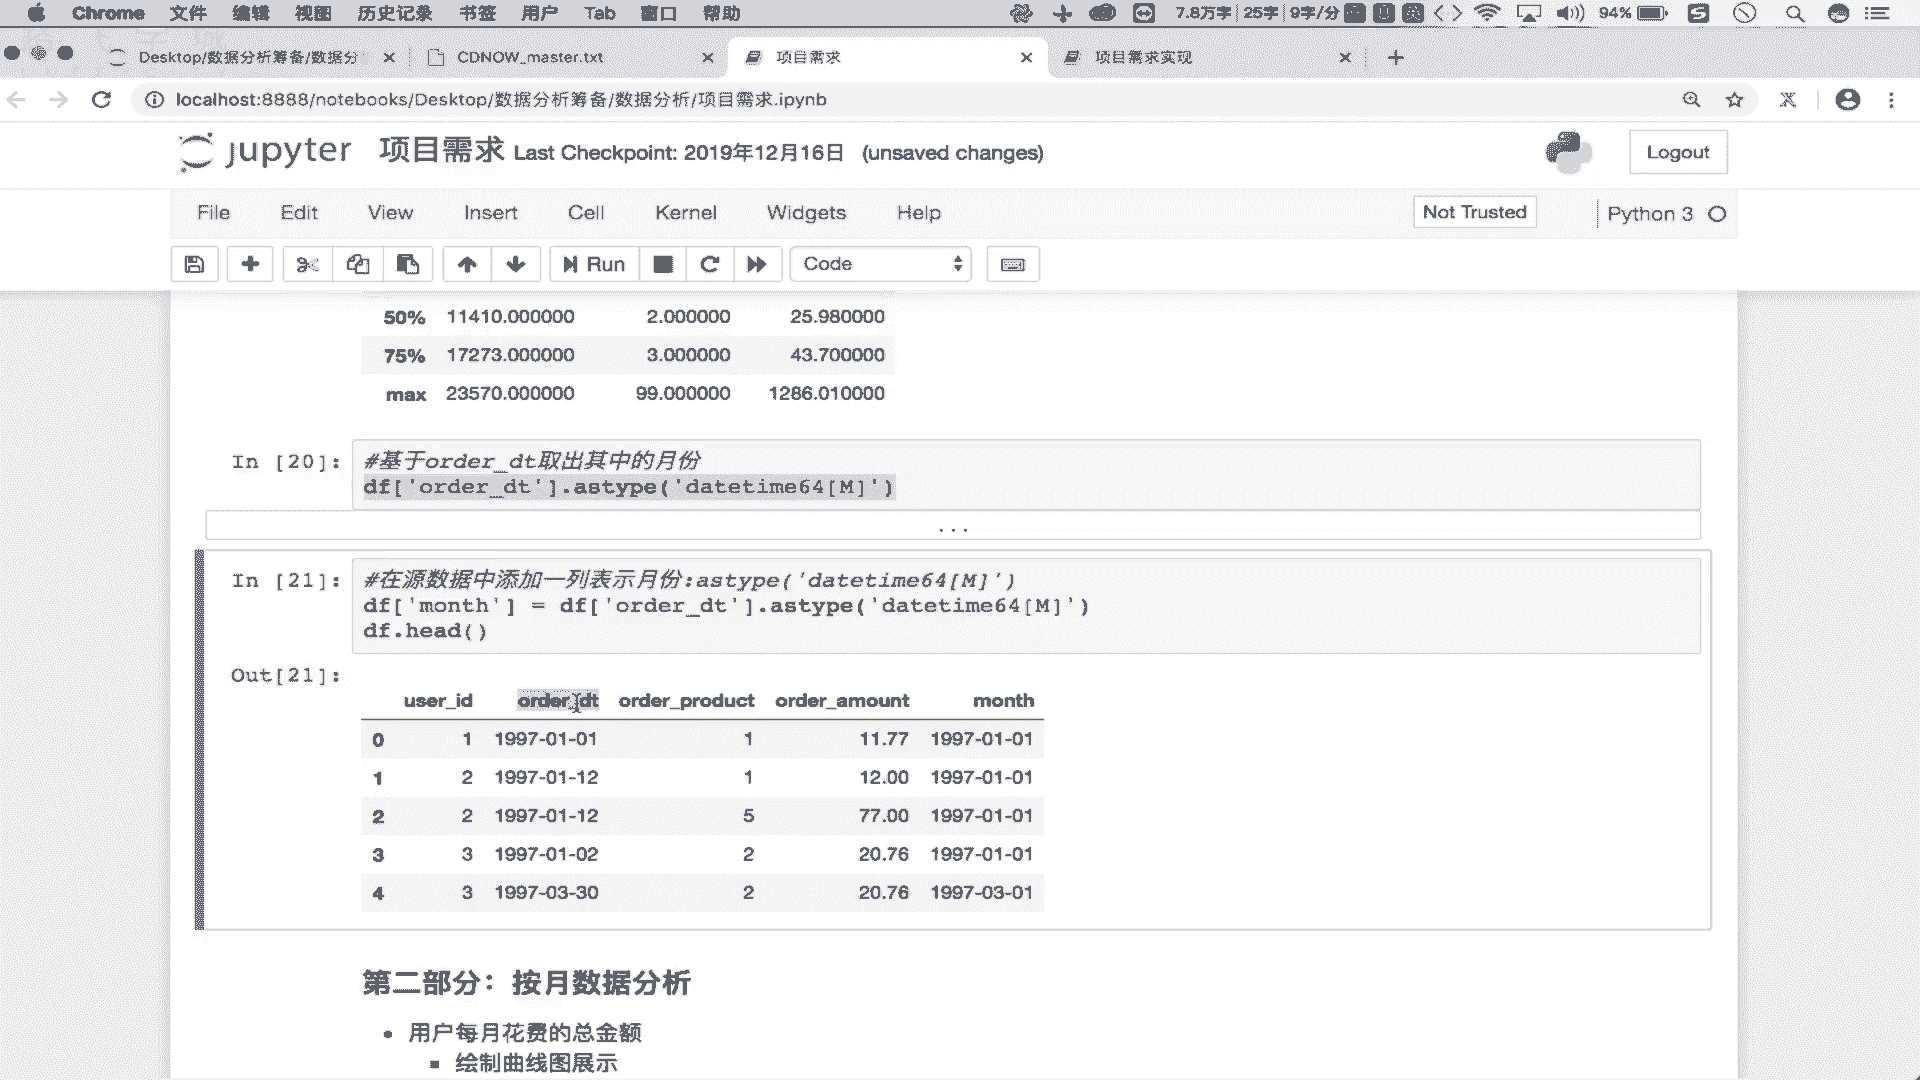 Chrome 文件 编辑 视图 历史记录 书签 用户 Tab 窗口 帮助 7.8万字 25字 9字/分 英 94%
Desktop/数据分析筹备/数据分 CDNOW_master.txt 项目需求 项目需求实现
localhost:8888/notebooks/Desktop/数据分析筹备/数据分析/项目需求.ipynb
jupyter 项目需求 Last Checkpoint: 2019年12月16日 (unsaved changes) Logout
File Edit View Insert Cell Kernel Widgets Help Not Trusted Python 3
Run Code
50% 11410.000000 2.000000 25.980000
75% 17273.000000 3.000000 43.700000
max 23570.000000 99.000000 1286.010000
In [20]: #基于order_dt取出其中的月份
df['order_dt'].astype('datetime64[M]')
...
In [21]: #在源数据中添加一列表示月份:astype('datetime64[M]')
df['month'] = df['order_dt'].astype('datetime64[M]')
df.head()
Out[21]:
user_id order_dt order_product order_amount month
0 1 1997-01-01 1 11.77 1997-01-01
1 2 1997-01-12 1 12.00 1997-01-01
2 2 1997-01-12 5 77.00 1997-01-01
3 3 1997-01-02 2 20.76 1997-01-01
4 3 1997-03-30 2 20.76 1997-03-01
第二部分：按月数据分析
用户每月花费的总金额
绘制曲线图展示